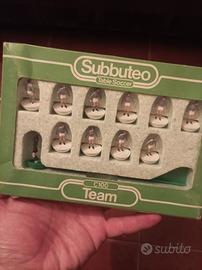 Subbuteo
Table Soccer
C100
Team
subito